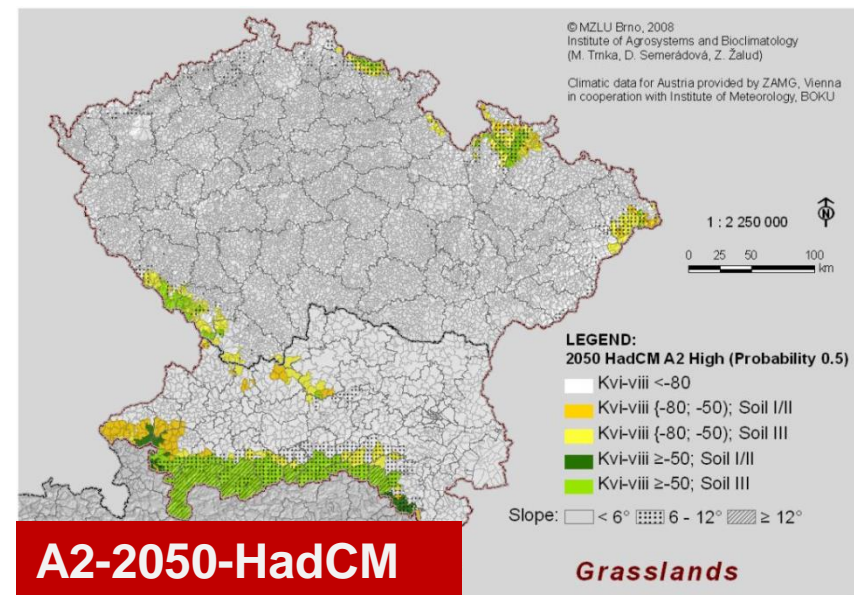 © MZLU Brno, 2008
Institute of Agrosystems and Bioclimatology
(M. Trnka, D. Semerádová, Z. Žalud)
Climatic data for Austria provided by ZAMG, Vienna
in cooperation with Institute of Meteorology, BOKU
N
1 : 2 250 000
0 25 50 100
km
LEGEND:
2050 HadCM A2 High (Probability 0.5)
Kvi-viii <-80
Kvi-viii {-80; -50); Soil I/II
Kvi-viii {-80; -50); Soil III
Kvi-viii ≥-50; Soil I/II
Kvi-viii ≥-50; Soil III
Slope: < 6° 6 - 12° ≥ 12°
A2-2050-HadCM
Grasslands